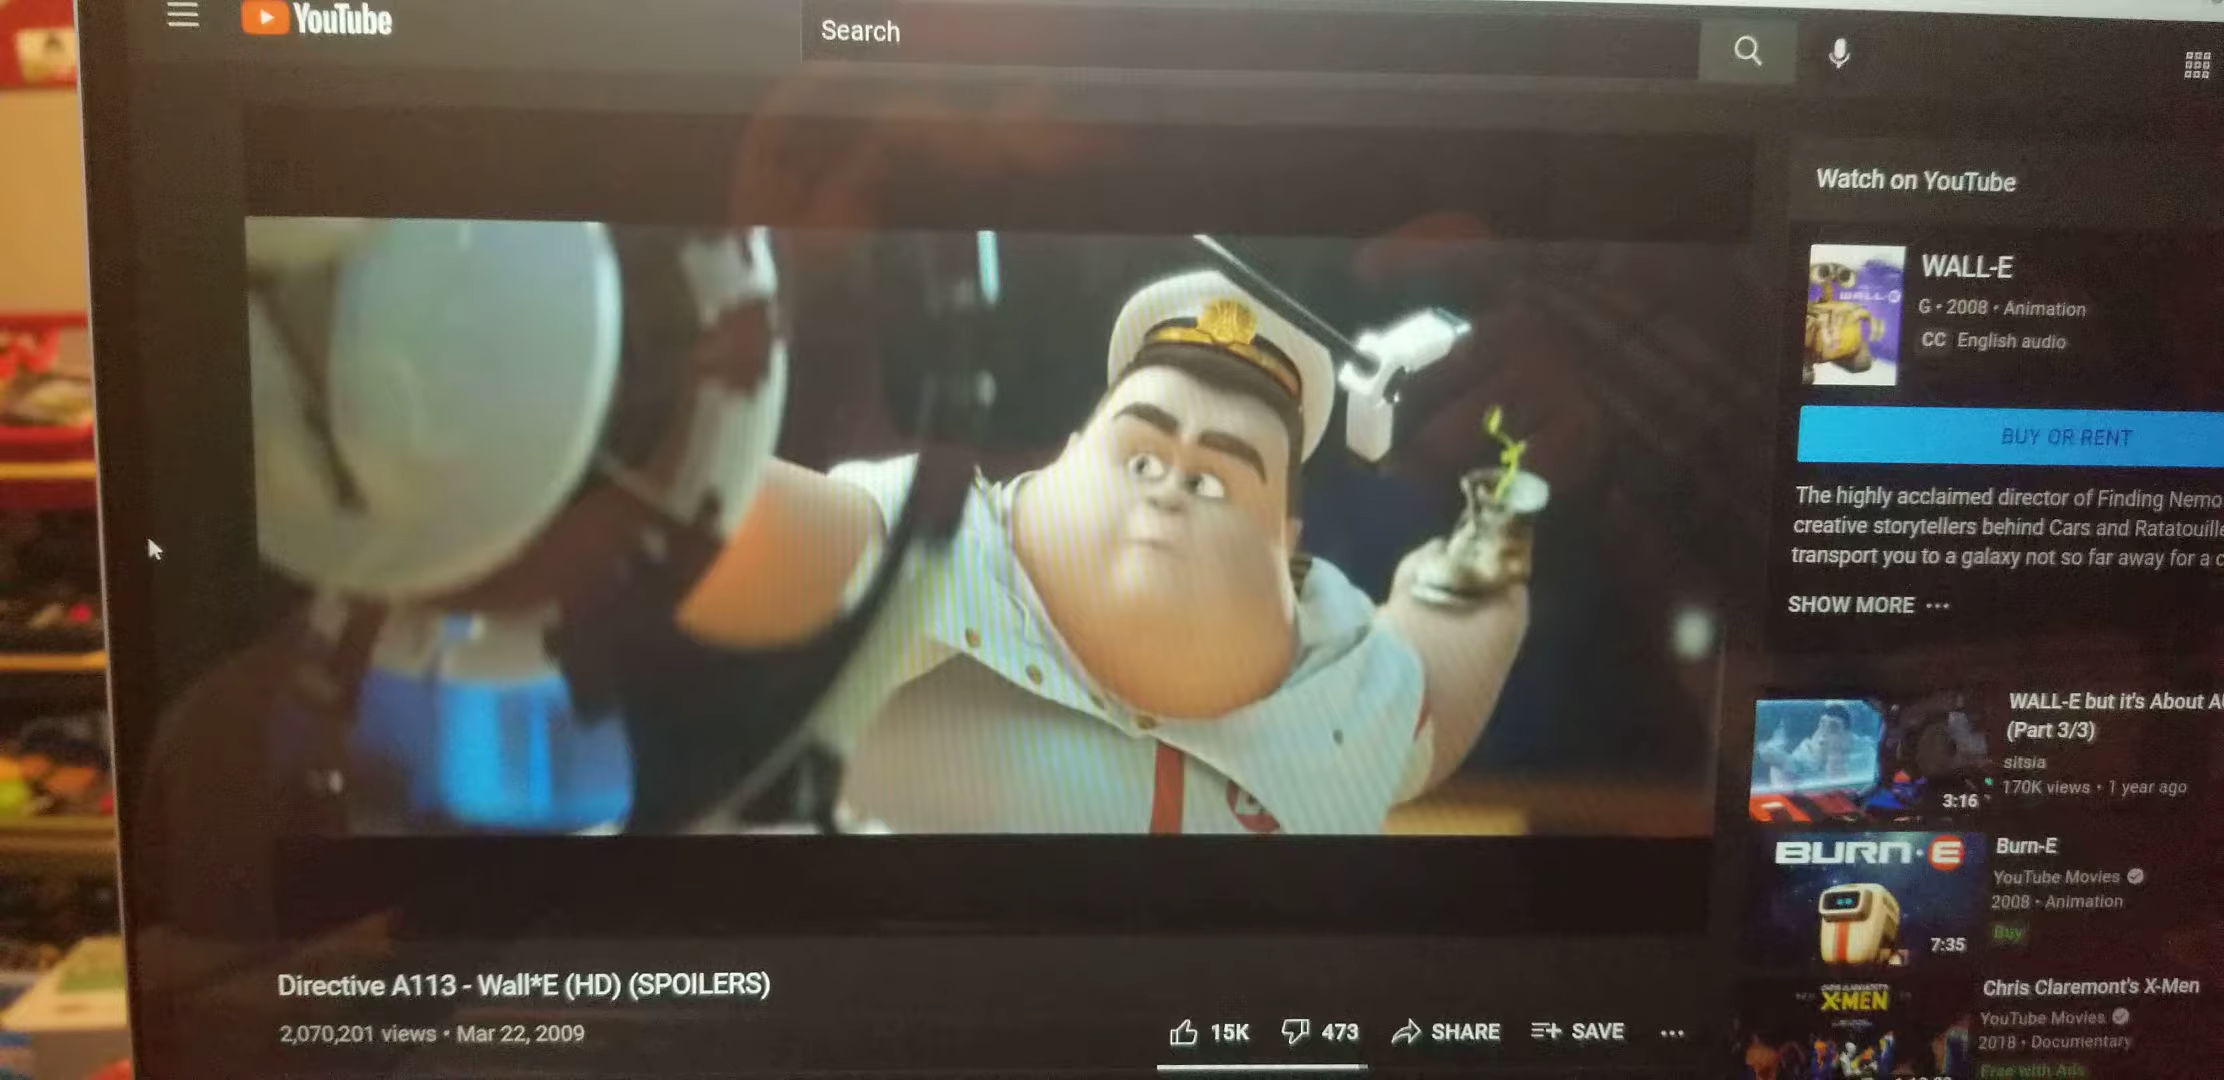 YouTube
Search
Watch on YouTube
WALL-E
G • 2008 • Animation
CC English audio
BUY OR RENT
The highly acclaimed director of Finding Nemo
creative storytellers behind Cars and Ratatouille
transport you to a galaxy not so far away for a c
SHOW MORE ...
WALL-E but it's About A
(Part 3/3)
sitsia
170K views • 1 year ago
3:16
BURN·E
Burn-E
YouTube Movies
2008 • Animation
Buy
7:35
X-MEN
Chris Claremont's X-Men
YouTube Movies
2018 • Documentary
Free with Ads
Directive A113 - Wall*E (HD) (SPOILERS)
2,070,201 views • Mar 22, 2009
15K
473
SHARE
SAVE
...